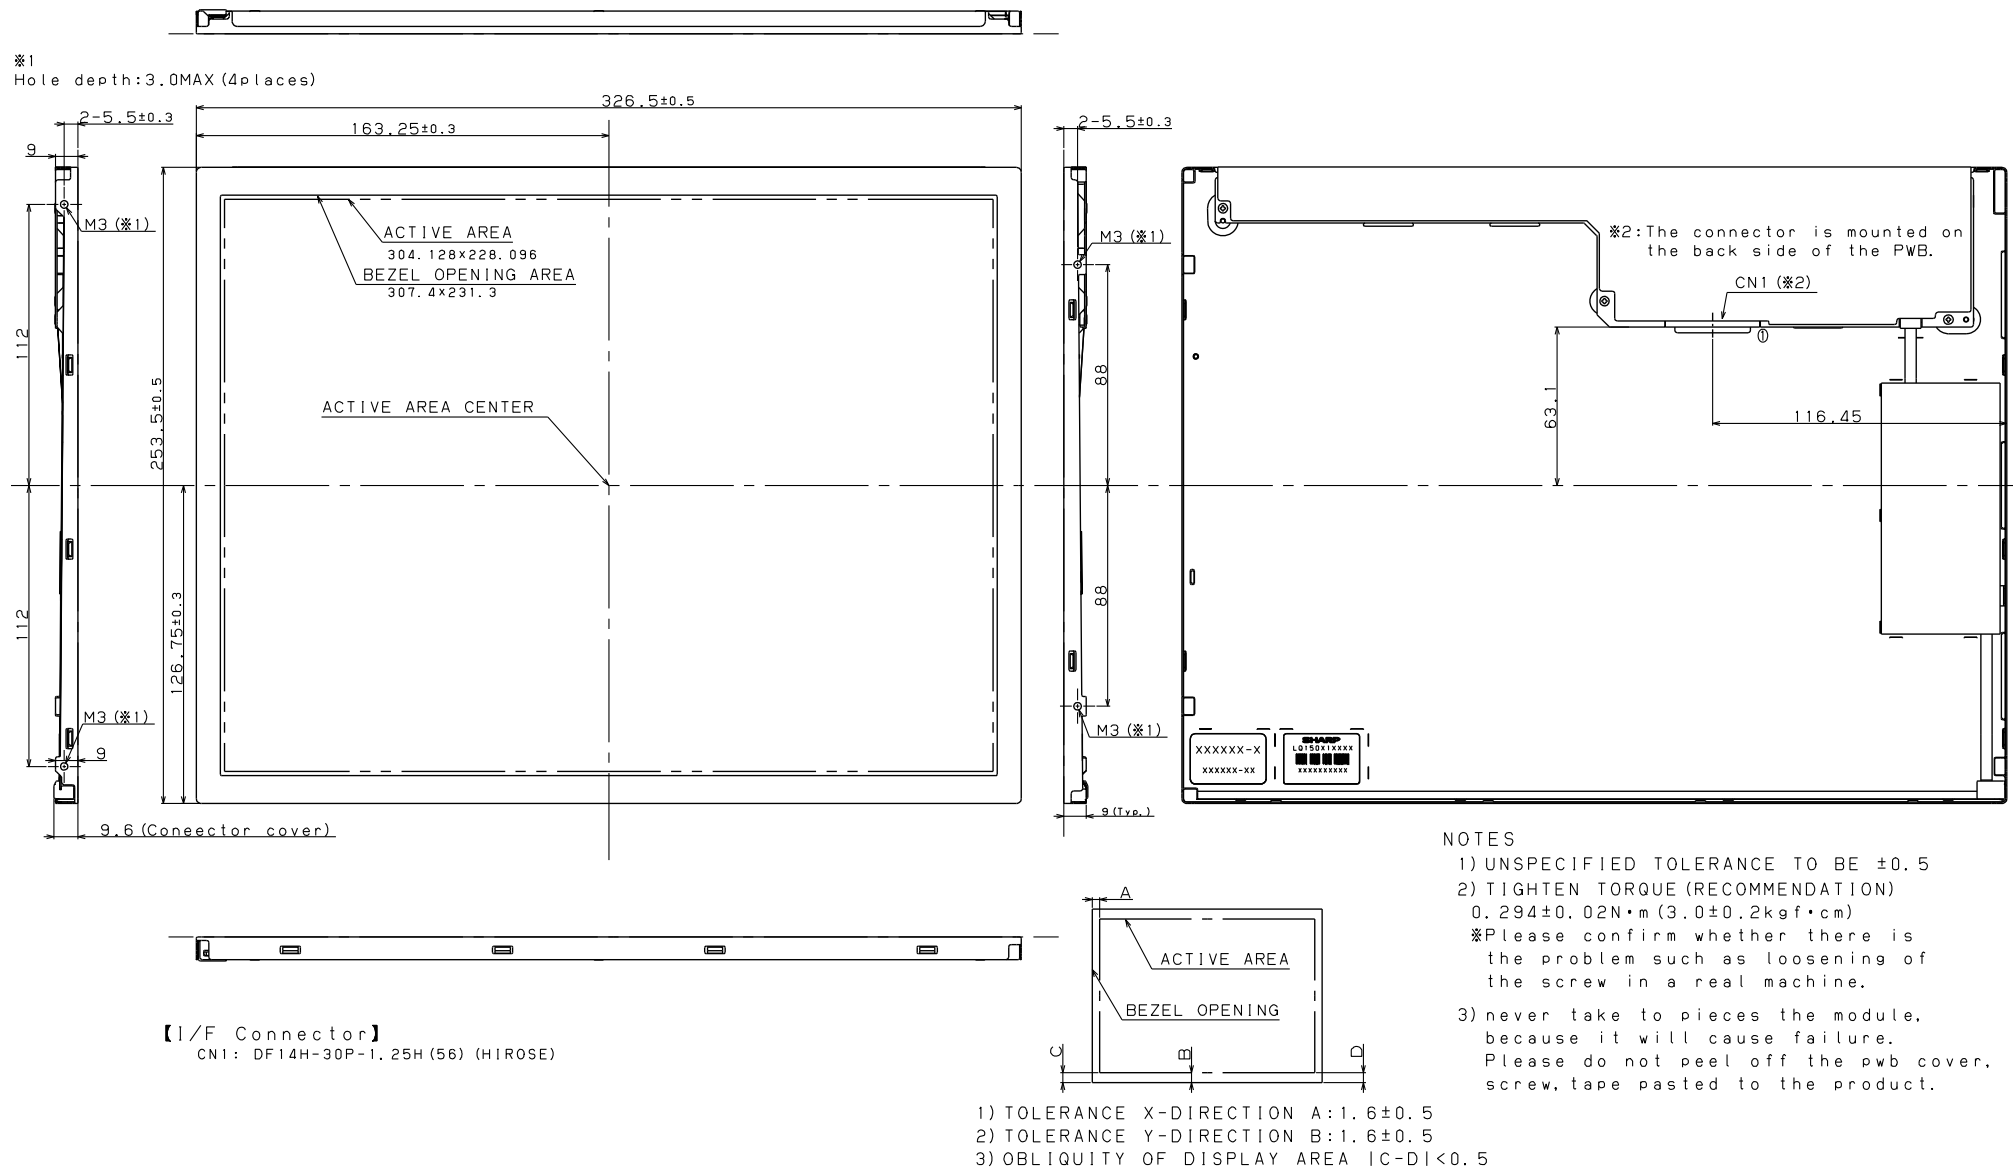 ※1
Hole depth:3.0MAX(4places)
326.5±0.5
2-5.5±0.3
163.25±0.3
2-5.5±0.3
9
M3(※1)
ACTIVE AREA
304.128×228.096
BEZEL OPENING AREA
307.4×231.3
M3(※1)
※2:The connector is mounted on
the back side of the PWB.
CN1(※2)
①
112
88
63.1
116.45
253.5±0.5
ACTIVE AREA CENTER
112
126.75±0.3
88
M3(※1)
9
M3(※1)
XXXXXX-X
XXXXXX-XX
SHARP
LQ150X1XXXX
XXXXXXXXXX
9(Typ.)
9.6(Coneector cover)
NOTES
1)UNSPECIFIED TOLERANCE TO BE ±0.5
2)TIGHTEN TORQUE(RECOMMENDATION)
0.294±0.02N•m(3.0±0.2kgf•cm)
※Please confirm whether there is
the problem such as loosening of
the screw in a real machine.
3)never take to pieces the module,
because it will cause failure.
Please do not peel off the pwb cover,
screw,tape pasted to the product.
A
ACTIVE AREA
BEZEL OPENING
C
B
D
【I/F Connector】
CN1: DF14H-30P-1.25H(56)(HIROSE)
1)TOLERANCE X-DIRECTION A:1.6±0.5
2)TOLERANCE Y-DIRECTION B:1.6±0.5
3)OBLIQUITY OF DISPLAY AREA |C-D|<0.5